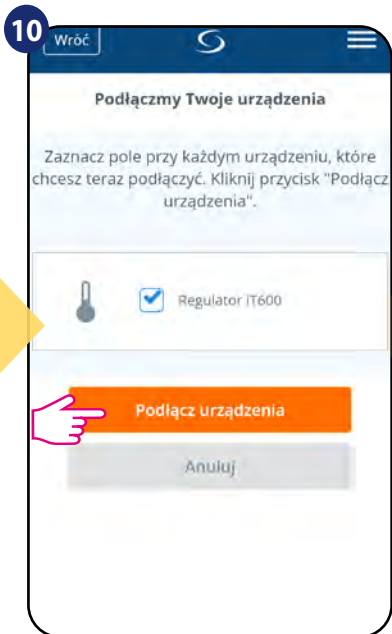 10
Wróć
Podłączmy Twoje urządzenia
Zaznacz pole przy każdym urządzeniu, które
chcesz teraz podłączyć. Kliknij przycisk "Podłącz
urządzenia".
Regulator iT600
Podłącz urządzenia
Anuluj